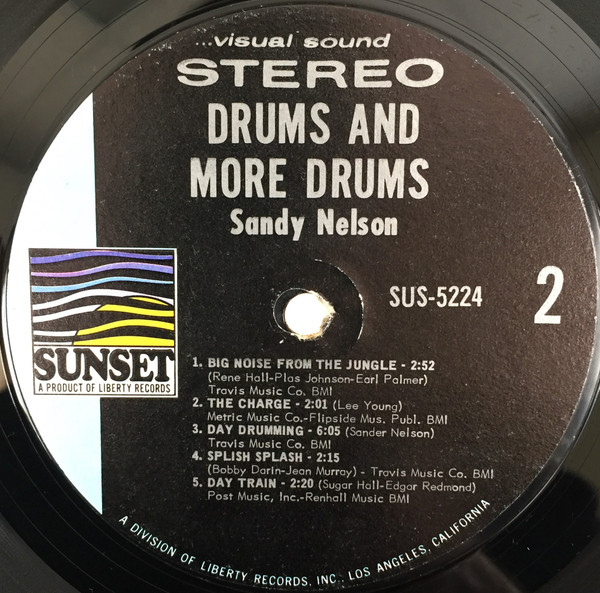 ...visual sound
STEREO
DRUMS AND
MORE DRUMS
Sandy Nelson
SUS-5224
2
SUNSET
A PRODUCT OF LIBERTY RECORDS
1. BIG NOISE FROM THE JUNGLE - 2:52
(Rene Hall-Plas Johnson-Earl Palmer)
Travis Music Co. BMI
2. THE CHARGE - 2:01 (Lee Young)
Metric Music Co.-Flipside Mus. Publ. BMI
3. DAY DRUMMING - 6:05 (Sander Nelson)
Travis Music Co. BMI
4. SPLISH SPLASH - 2:15
(Bobby Darin-Jean Murray) - Travis Music Co. BMI
5. DAY TRAIN - 2:20 (Sugar Hall-Edgar Redmond)
Post Music, Inc.-Renhall Music BMI
A DIVISION OF LIBERTY RECORDS, INC., LOS ANGELES, CALIFORNIA